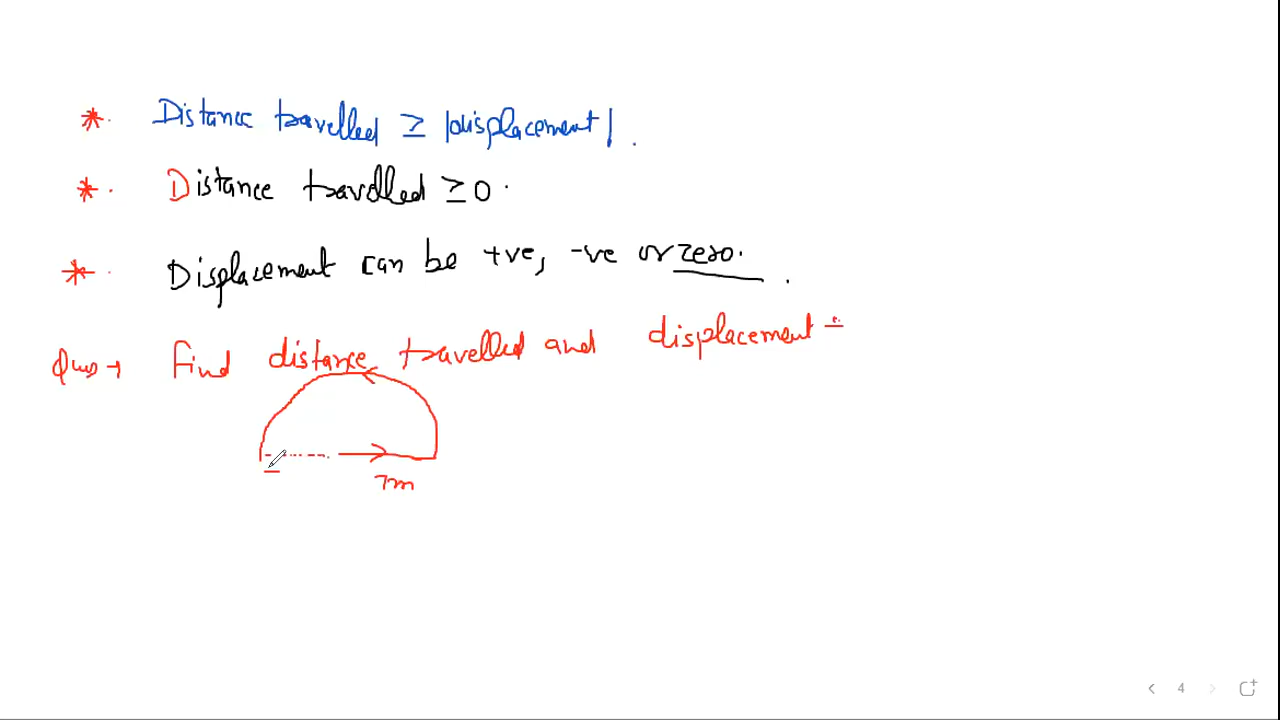 * . Distance travelled ≥ |displacement| .
* . Distance travelled ≥ 0 .
* . Displacement can be +ve, -ve or zero. .
Ques → find distance travelled and displacement -
7m
4